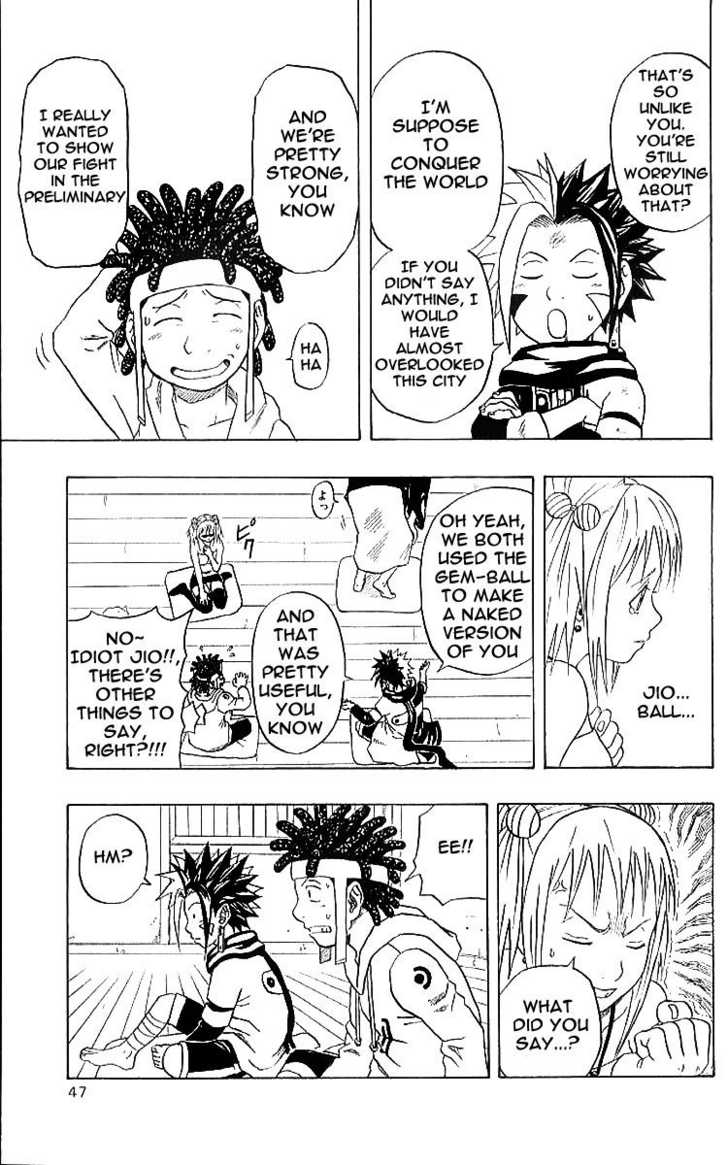 THAT'S
SO
UNLIKE
YOU.
YOU'RE
STILL
WORRYING
ABOUT
THAT?
I'M
SUPPOSE
TO
CONQUER
THE WORLD
IF YOU
DIDN'T SAY
ANYTHING, I
WOULD
HAVE
ALMOST
OVERLOOKED
THIS CITY
AND
WE'RE
PRETTY
STRONG,
YOU
KNOW
I REALLY
WANTED
TO SHOW
OUR FIGHT
IN THE
PRELIMINARY
HA
HA
JIO...
BALL...
OH YEAH,
WE BOTH
USED THE
GEM-BALL
TO MAKE
A NAKED
VERSION
OF YOU
よっ
ピク
AND
THAT
WAS
PRETTY
USEFUL,
YOU
KNOW
NO~
IDIOT JIO!!,
THERE'S
OTHER
THINGS TO
SAY,
RIGHT?!!!
WHAT
DID YOU
SAY...?
EE!!
HM?
47